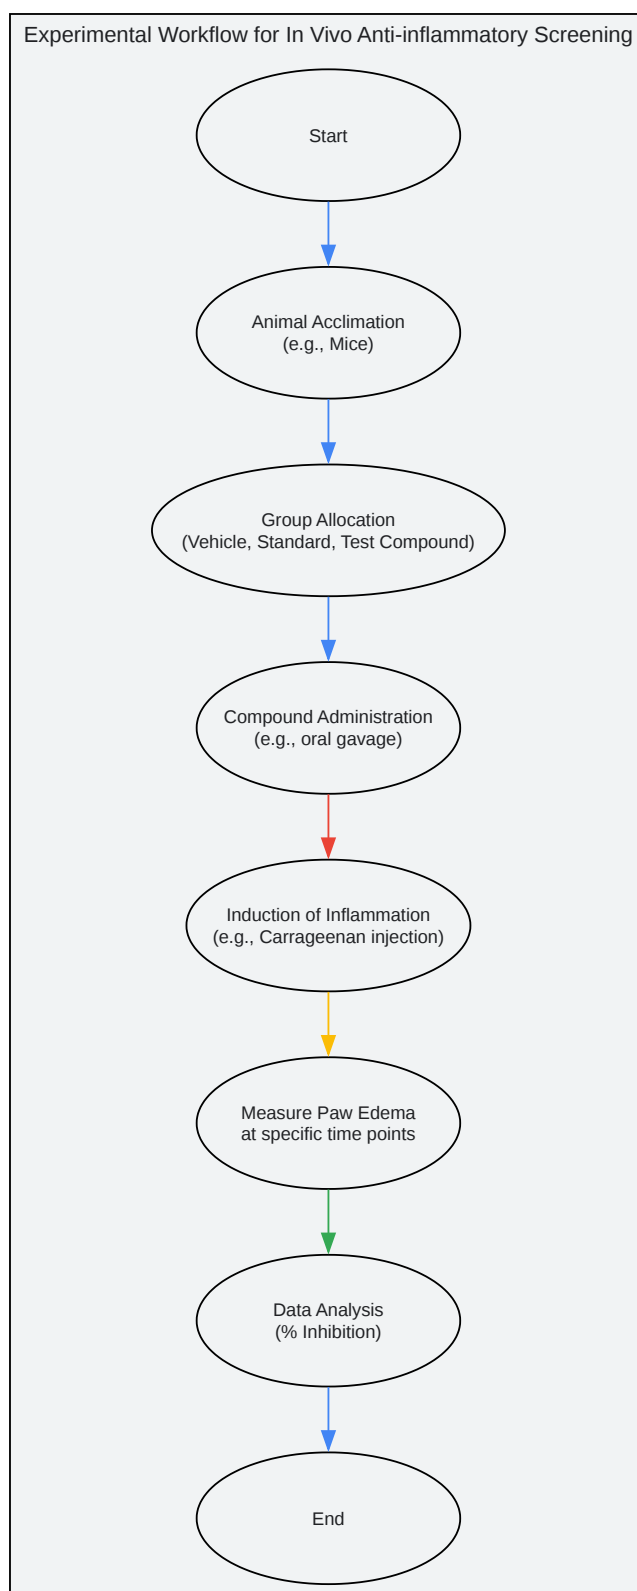 Experimental Workflow for In Vivo Anti-inflammatory Screening
Start
Animal Acclimation
(e.g., Mice)
Group Allocation
(Vehicle, Standard, Test Compound)
Compound Administration
(e.g., oral gavage)
Induction of Inflammation
(e.g., Carrageenan injection)
Measure Paw Edema
at specific time points
Data Analysis
(% Inhibition)
End